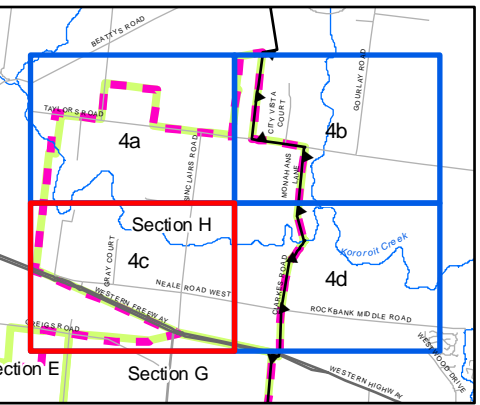 BEATTYS ROAD
GOURLAY ROAD
TAYLORS ROAD
CITY VISTA
COURT
4a
4b
SINCLAIRS ROAD
MONAHANS
LANE
Section H
Kororoit Creek
GRAY COURT
4c
4d
CLARKES ROAD
NEALE ROAD WEST
WESTERN FREEWAY
ROCKBANK MIDDLE ROAD
GREIGS ROAD
WESTWOOD DRIVE
ection E
Section G
WESTERN HIGHWAY